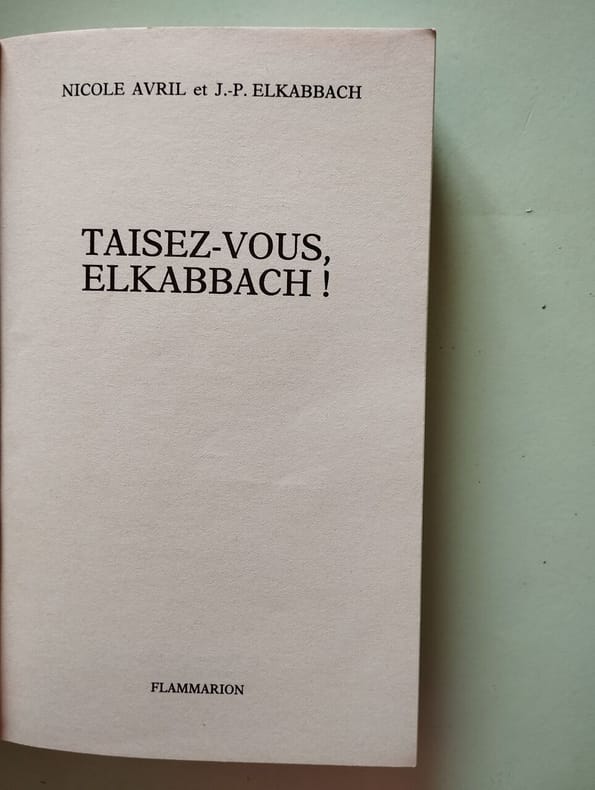 NICOLE AVRIL et J.-P. ELKABBACH
TAISEZ-VOUS,
ELKABBACH !
FLAMMARION